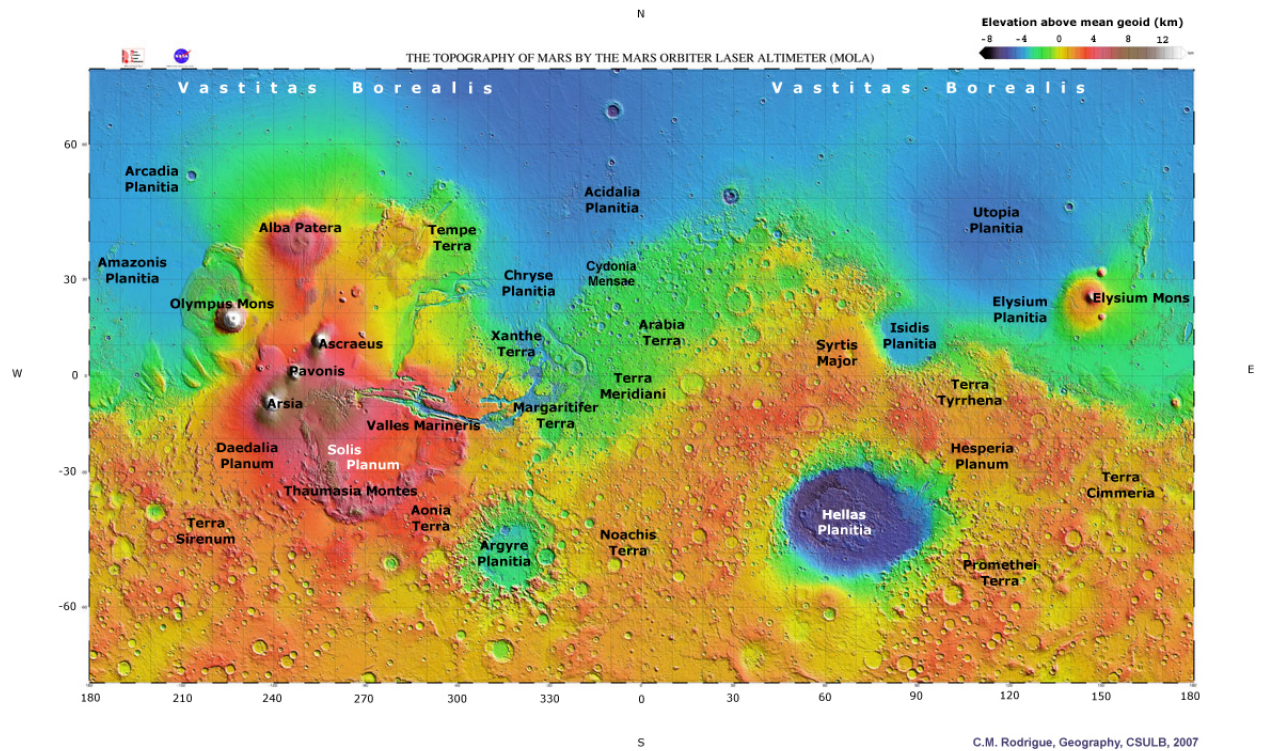 N
Elevation above mean geoid (km)
-8 -4 0 4 8 12
NASA
THE TOPOGRAPHY OF MARS BY THE MARS ORBITER LASER ALTIMETER (MOLA)
Vastitas Borealis
Vastitas Borealis
60
Arcadia
Planitia
Acidalia
Planitia
Utopia
Planitia
Alba Patera
Tempe
Terra
Amazonis
Planitia
30
Chryse
Planitia
Cydonia
Mensae
Olympus Mons
Elysium
Planitia
Elysium Mons
Ascraeus
Xanthe
Terra
Arabia
Terra
Syrtis
Major
Isidis
Planitia
W
0
Pavonis
E
Terra
Meridiani
Terra
Tyrrhena
Arsia
Margaritifer
Terra
Valles Marineris
Daedalia
Planum
Solis
Planum
Hesperia
Planum
-30
Thaumasia Montes
Terra
Cimmeria
Aonia
Terra
Terra
Sirenum
Argyre
Planitia
Noachis
Terra
Hellas
Planitia
Promethei
Terra
-60
180 210 240 270 300 330 0 30 60 90 120 150 180
S
C.M. Rodrigue, Geography, CSULB, 2007